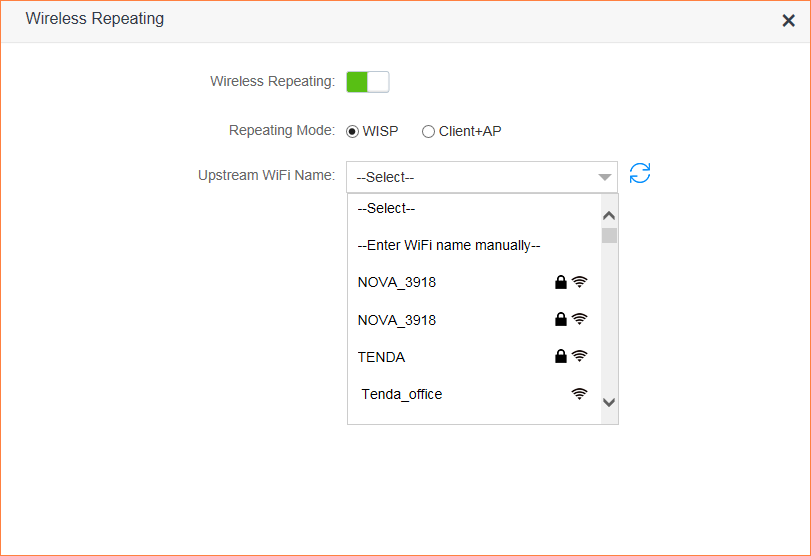 Wireless Repeating
Wireless Repeating:
Repeating Mode: WISP Client+AP
Upstream WiFi Name: --Select--
--Select--
--Enter WiFi name manually--
NOVA_3918
NOVA_3918
TENDA
Tenda_office